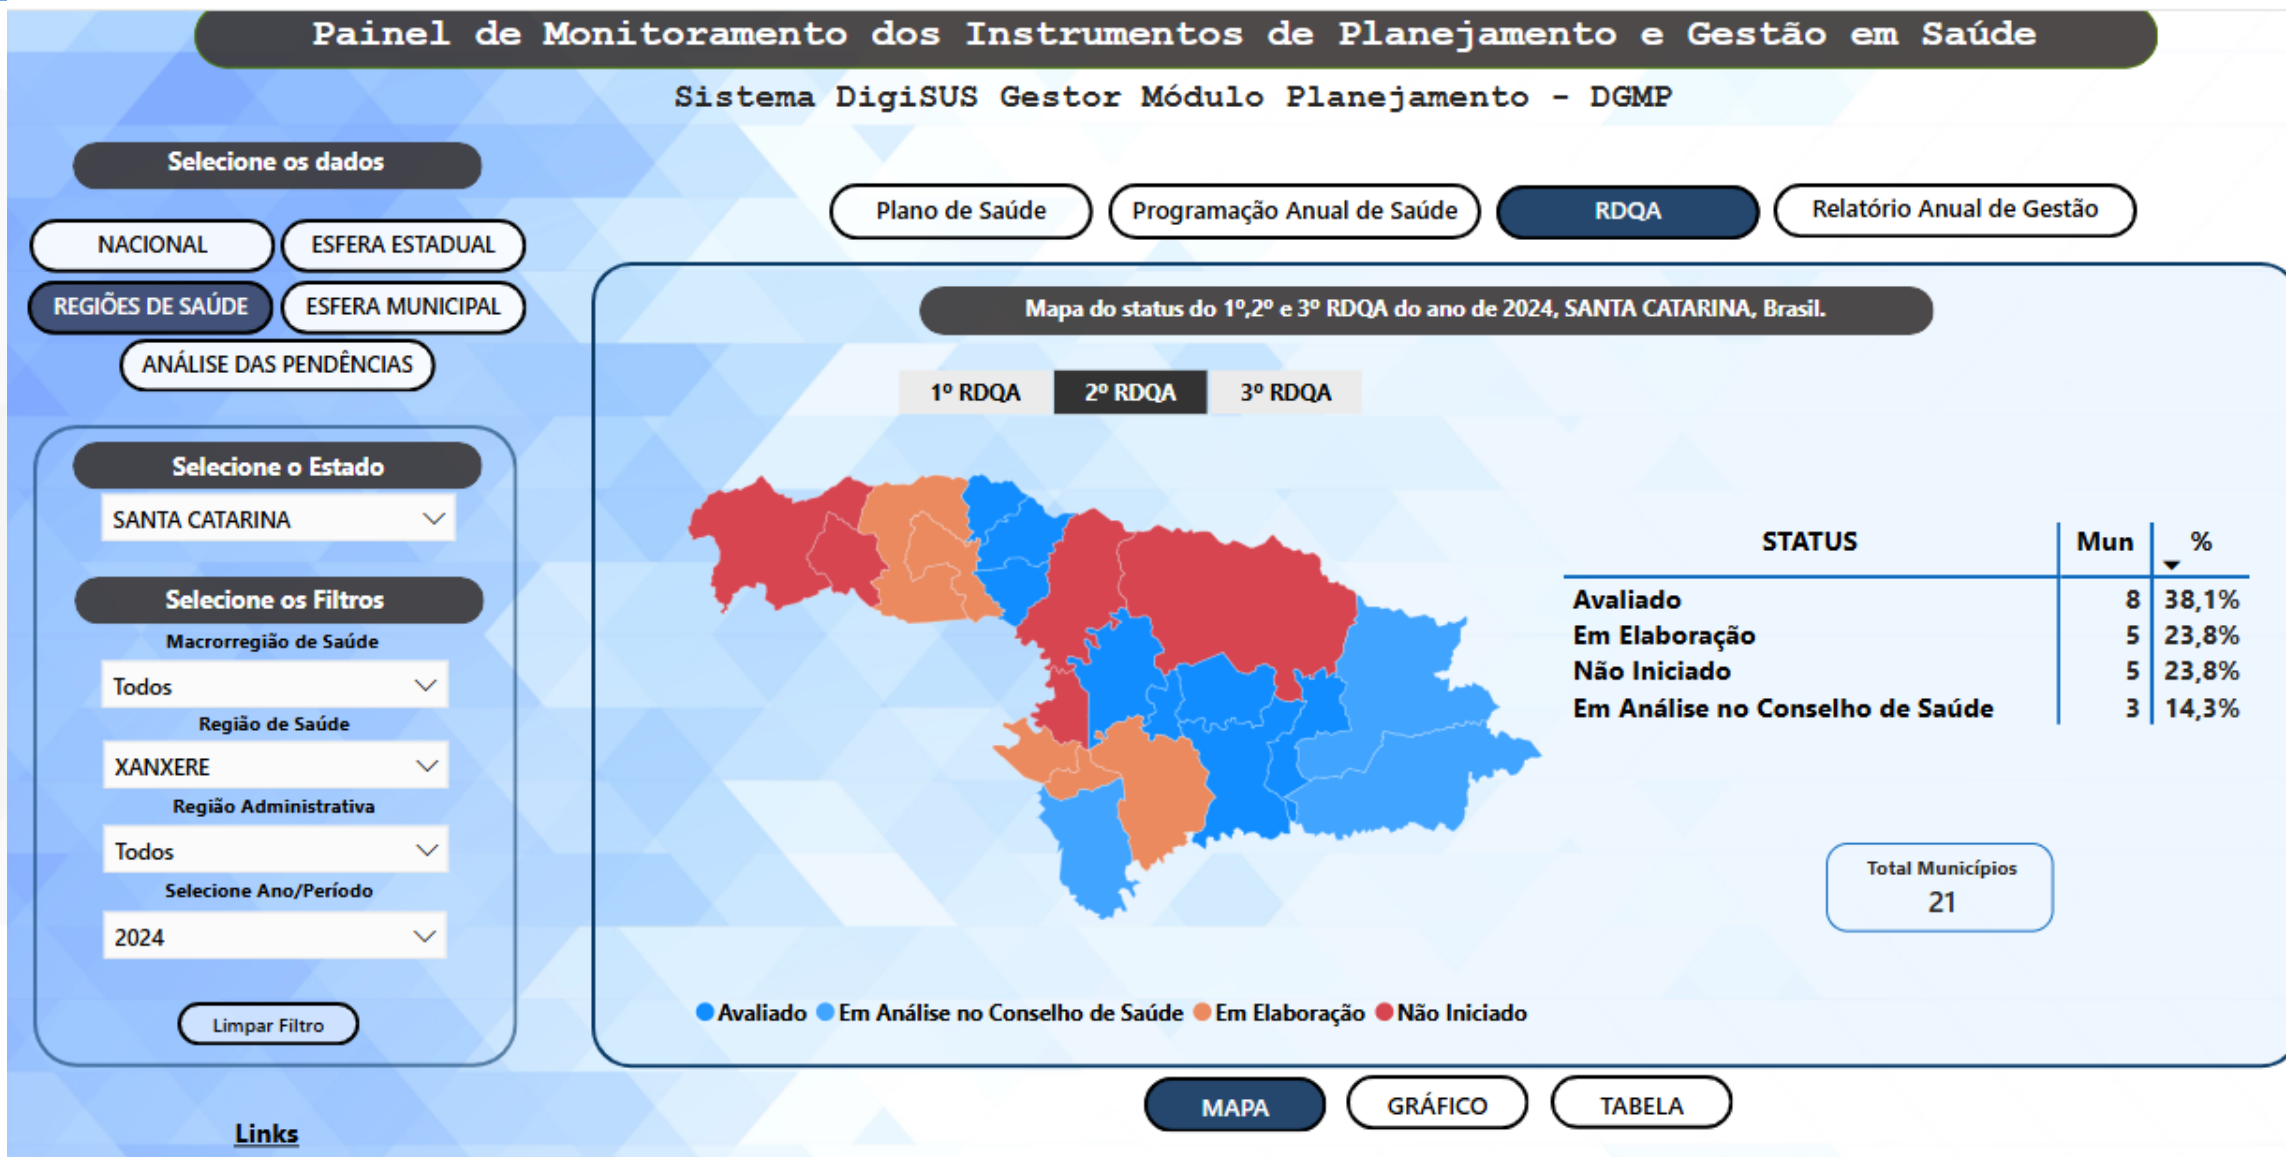 Painel de Monitoramento dos Instrumentos de Planejamento e Gestão em Saúde
Sistema DigiSUS Gestor Módulo Planejamento - DGMP
Selecione os dados
NACIONAL
ESFERA ESTADUAL
REGIÕES DE SAÚDE
ESFERA MUNICIPAL
ANÁLISE DAS PENDÊNCIAS
Selecione o Estado
SANTA CATARINA
Selecione os Filtros
Macrorregião de Saúde
Todos
Região de Saúde
XANXERE
Região Administrativa
Todos
Selecione Ano/Período
2024
Limpar Filtro
Links
Plano de Saúde
Programação Anual de Saúde
RDQA
Relatório Anual de Gestão
Mapa do status do 1º,2º e 3º RDQA do ano de 2024, SANTA CATARINA, Brasil.
1º RDQA
2º RDQA
3º RDQA
STATUS Mun %
Avaliado 8 38,1%
Em Elaboração 5 23,8%
Não Iniciado 5 23,8%
Em Análise no Conselho de Saúde 3 14,3%
Total Municípios
21
Avaliado Em Análise no Conselho de Saúde Em Elaboração Não Iniciado
MAPA
GRÁFICO
TABELA